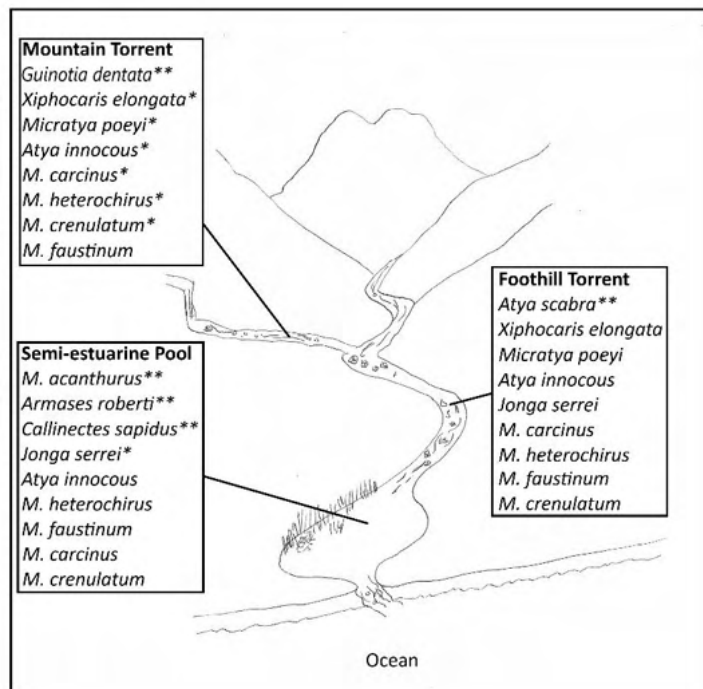 Mountain Torrent
Guinotia dentata**
Xiphocaris elongata*
Micratya poeyi*
Atya innocous*
M. carcinus*
M. heterochirus*
M. crenulatum*
M. faustinum
Foothill Torrent
Atya scabra**
Xiphocaris elongata
Micratya poeyi
Atya innocous
Jonga serrei
M. carcinus
M. heterochirus
M. faustinum
M. crenulatum
Semi-estuarine Pool
M. acanthurus**
Armases roberti**
Callinectes sapidus**
Jonga serrei*
Atya innocous
M. heterochirus
M. faustinum
M. carcinus
M. crenulatum
Ocean